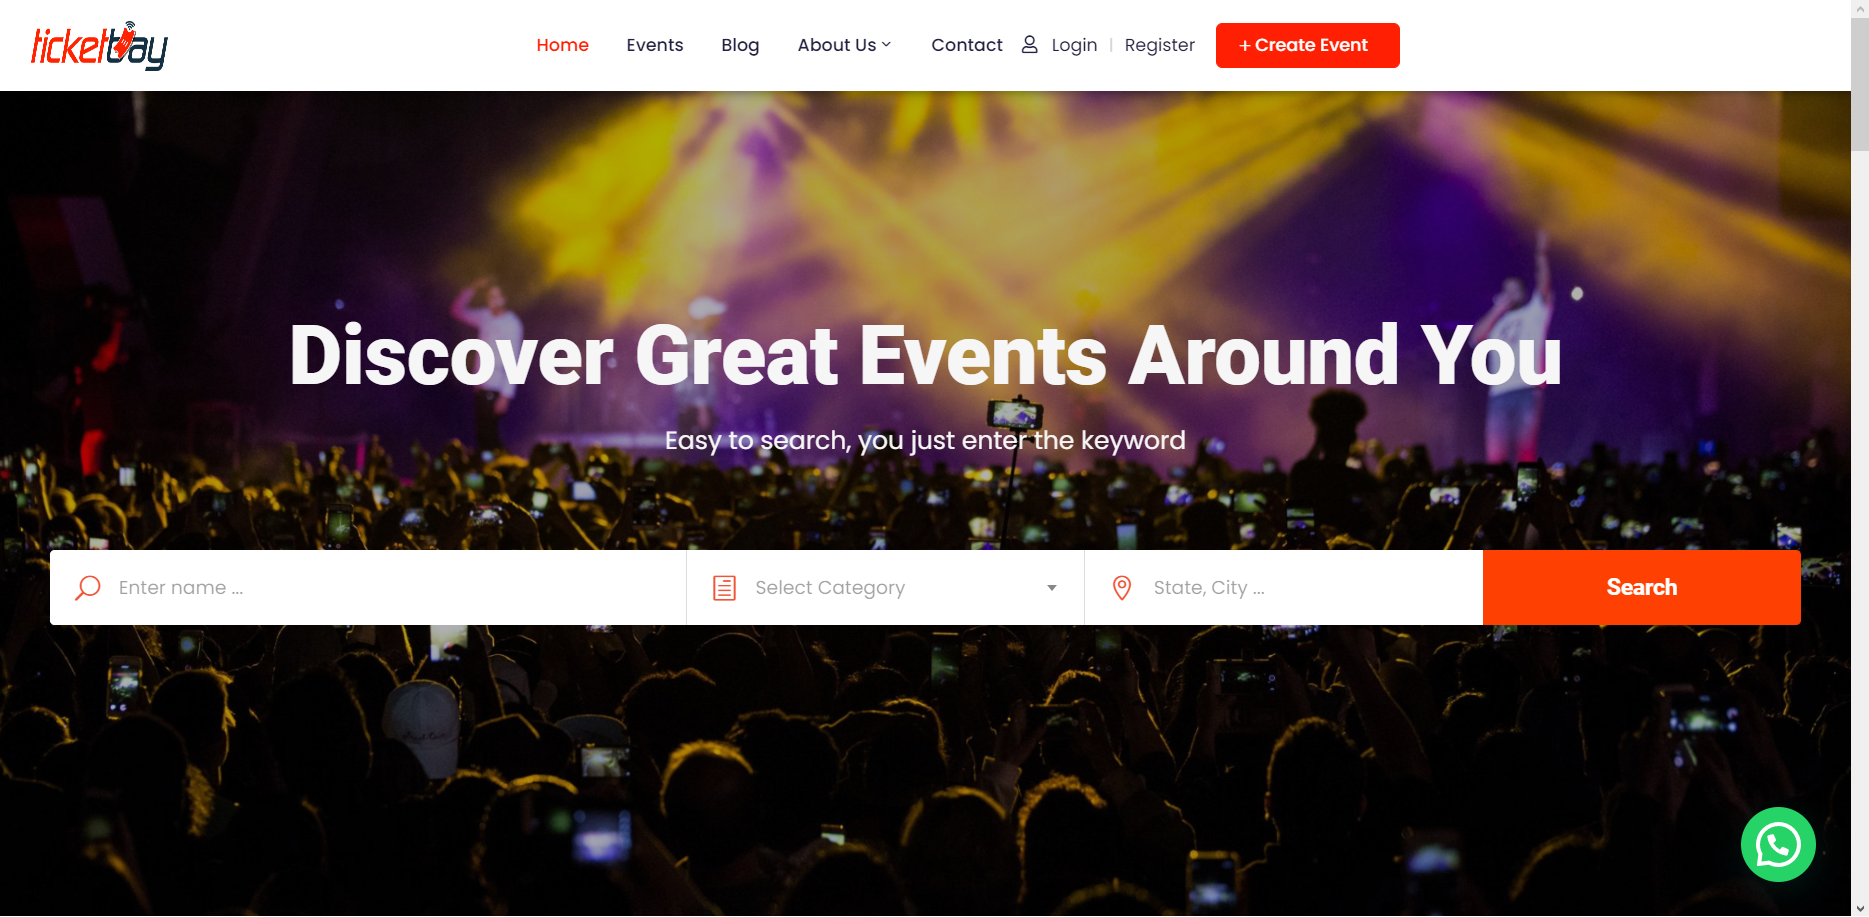 ticketbay
Home Events Blog About Us Contact Login | Register + Create Event
Discover Great Events Around You
Easy to search, you just enter the keyword
Enter name ... Select Category State, City ... Search